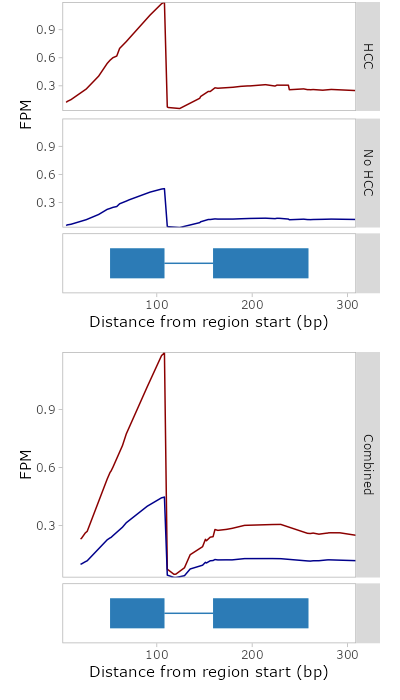 0.9
0.6
0.3
HCC
FPM
0.9
0.6
0.3
No HCC
100 200 300
Distance from region start (bp)
0.9
0.6
0.3
FPM
Combined
100 200 300
Distance from region start (bp)